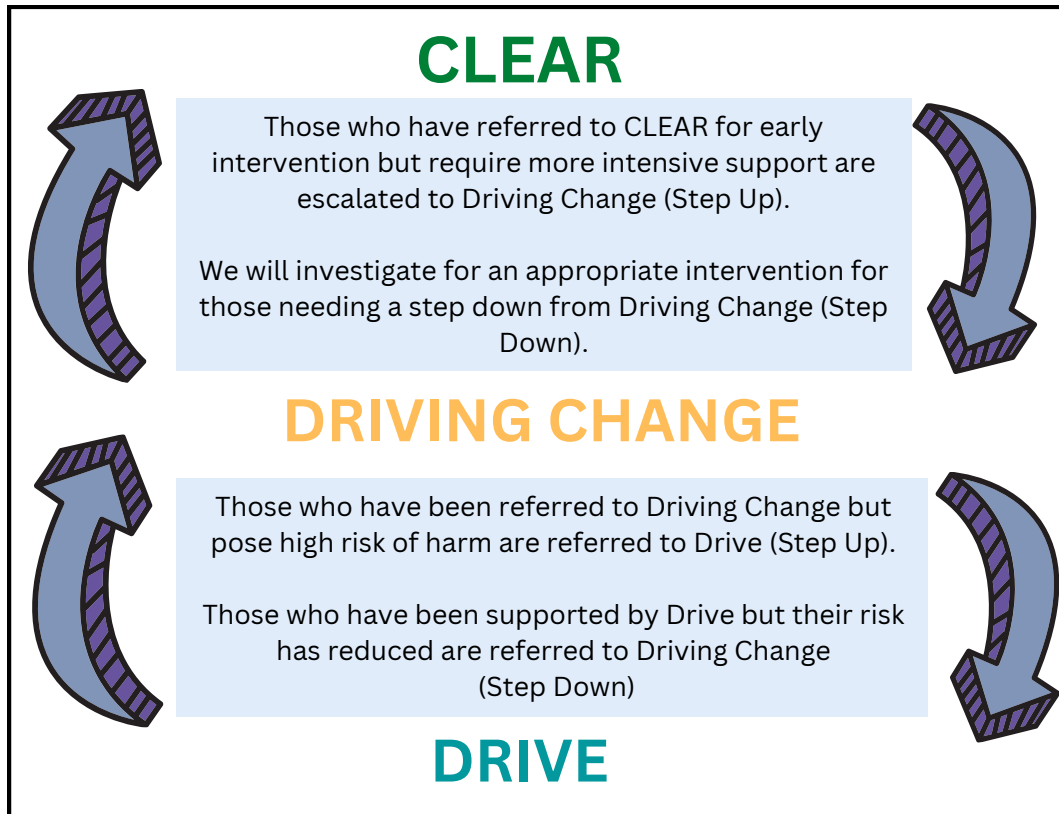 CLEAR
Those who have referred to CLEAR for early
intervention but require more intensive support are
escalated to Driving Change (Step Up).
We will investigate for an appropriate intervention for
those needing a step down from Driving Change (Step
Down).
DRIVING CHANGE
Those who have been referred to Driving Change but
pose high risk of harm are referred to Drive (Step Up).
Those who have been supported by Drive but their risk
has reduced are referred to Driving Change
(Step Down)
DRIVE